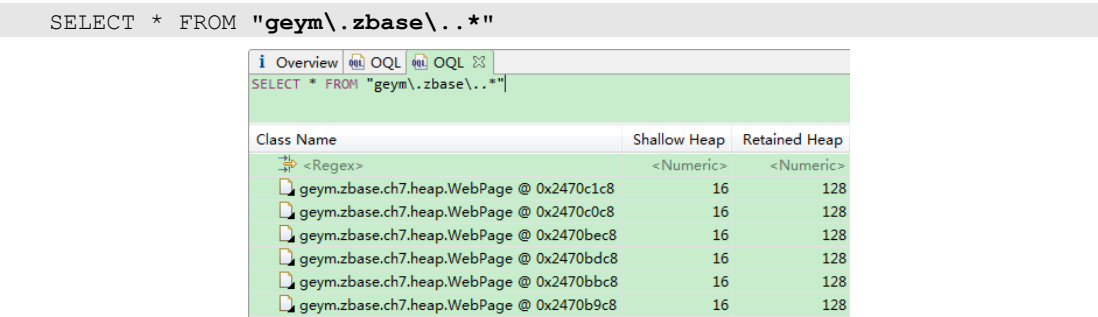 SELECT * FROM "geym\.zbase\..*"
i Overview OQL OQL
SELECT * FROM "geym\.zbase\..*"
Class Name Shallow Heap Retained Heap
<Regex> <Numeric> <Numeric>
geym.zbase.ch7.heap.WebPage @ 0x2470c1c8 16 128
geym.zbase.ch7.heap.WebPage @ 0x2470c0c8 16 128
geym.zbase.ch7.heap.WebPage @ 0x2470bec8 16 128
geym.zbase.ch7.heap.WebPage @ 0x2470bdc8 16 128
geym.zbase.ch7.heap.WebPage @ 0x2470bbc8 16 128
geym.zbase.ch7.heap.WebPage @ 0x2470b9c8 16 128